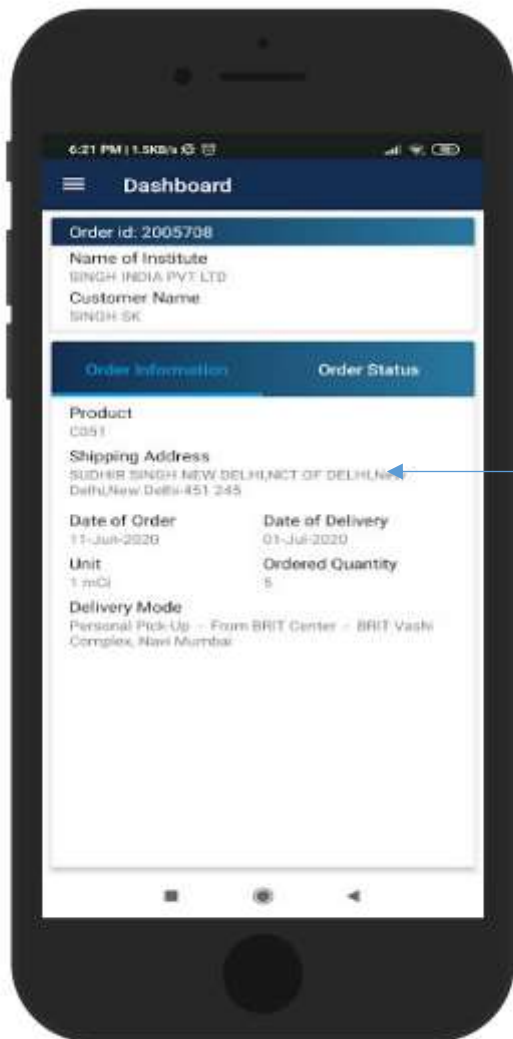 6:21 PM | 1.5KB/s
Dashboard
Order id: 2005708
Name of Institute
SINGH INDIA PVT LTD
Customer Name
SINGH SK
Order Information
Order Status
Product
C051
Shipping Address
SUDHIR SINGH NEW DELHI,NCT OF DELHI,
Delhi,New Delhi-451 245
Date of Order Date of Delivery
11-Jun-2020 01-Jul-2020
Unit Ordered Quantity
1 mCi 5
Delivery Mode
Personal Pick-Up - From BRIT Center - BRIT Vashi
Complex, Navi Mumbai